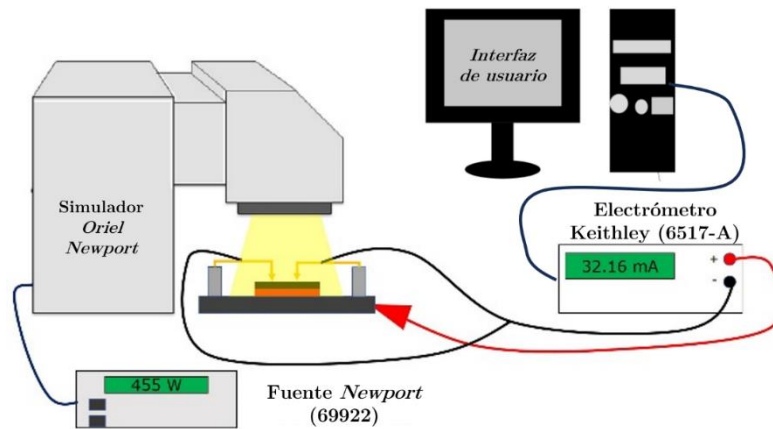 Interfaz
de usuario
Simulador
Oriel
Newport
Electrómetro
Keithley (6517-A)
32.16 mA
+
-
455 W
Fuente Newport
(69922)